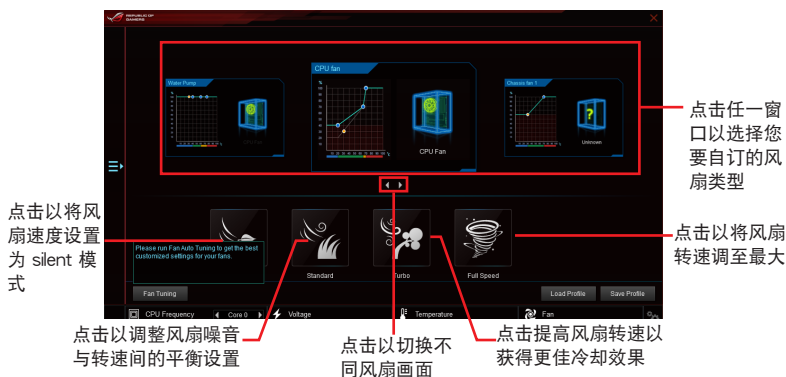 REPUBLIC OF
GAMERS
Water Pump
CPU Fan
CPU fan
CPU Fan
Chassis fan 1
Unknown
点击任一窗
口以选择您
要自订的风
扇类型
点击以将风
扇速度设置
为 silent 模
式
Please run Fan Auto Tuning to get the best
customized settings for your fans.
Standard
Turbo
Full Speed
点击以将风扇
转速调至最大
Fan Tuning
Load Profile
Save Profile
CPU Frequency
Core 0
Voltage
Temperature
Fan
点击以调整风扇噪音
与转速间的平衡设置
点击以切换不
同风扇画面
点击提高风扇转速以
获得更佳冷却效果